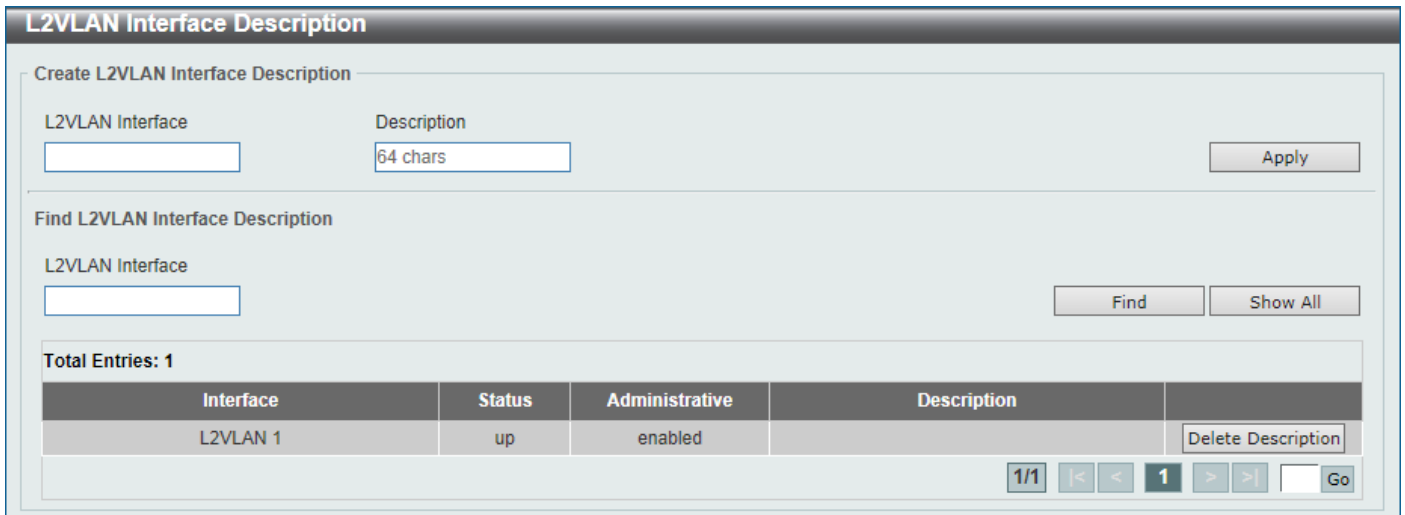 L2VLAN Interface Description
Create L2VLAN Interface Description
L2VLAN Interface Description
64 chars Apply
Find L2VLAN Interface Description
L2VLAN Interface
Find Show All
Total Entries: 1
Interface Status Administrative Description
L2VLAN 1 up enabled Delete Description
1/1 |< < 1 > >| Go